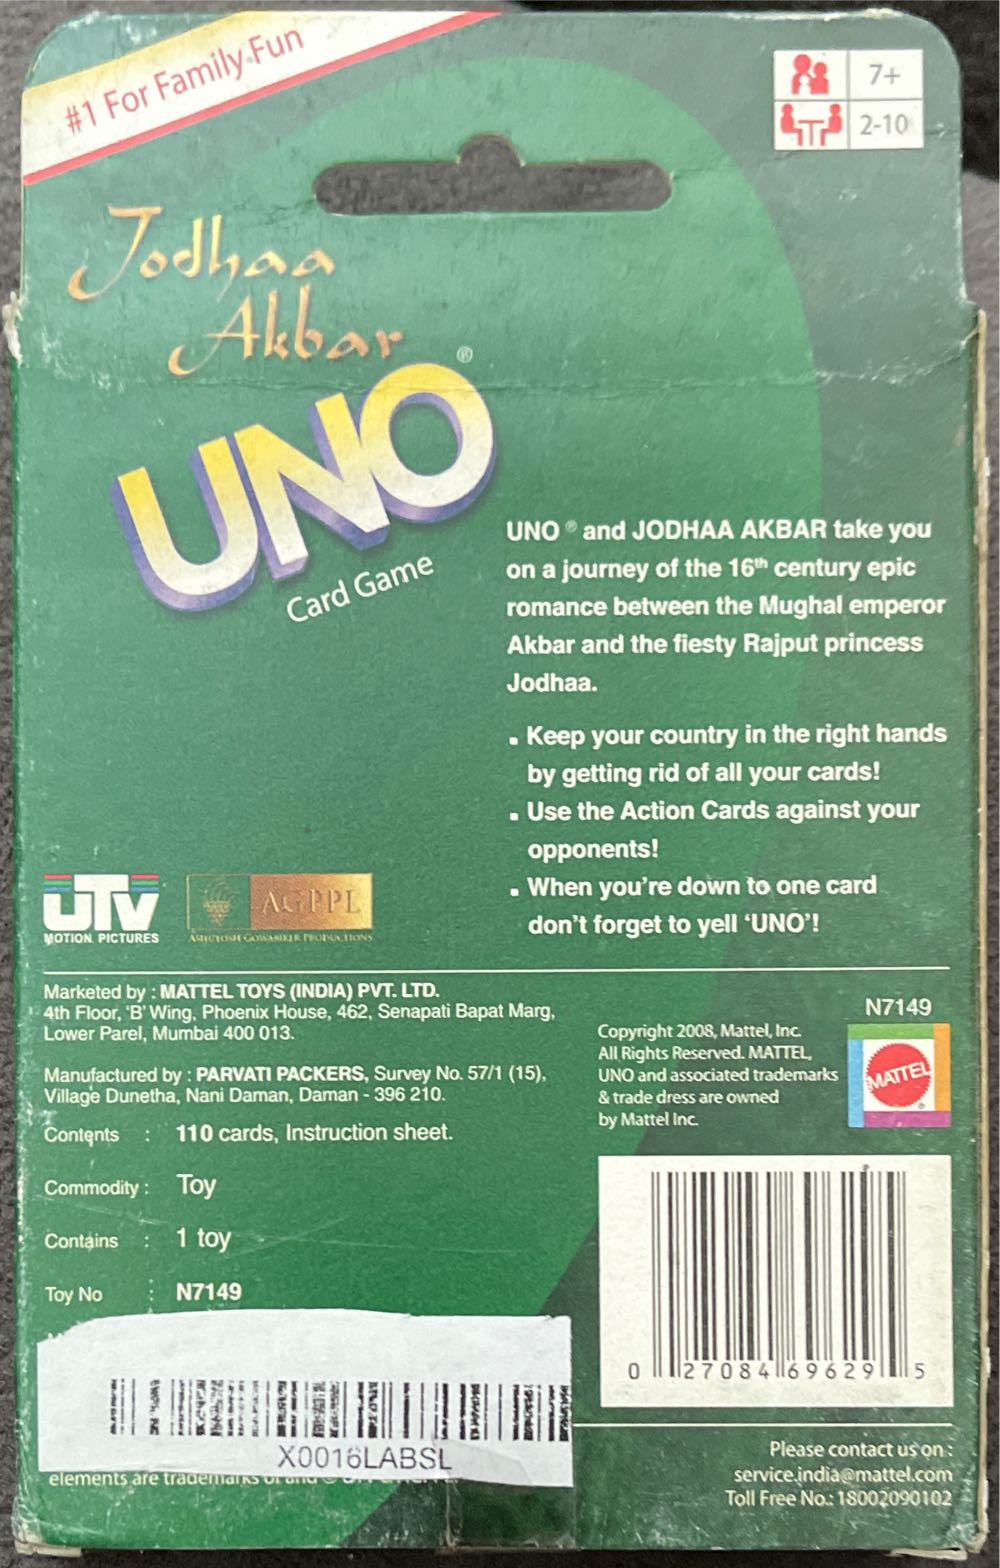 #1 For Family Fun
7+
2-10
Jodhaa
Akbar
®
UNO
Card Game
UNO ® and JODHAA AKBAR take you
on a journey of the 16th century epic
romance between the Mughal emperor
Akbar and the fiesty Rajput princess
Jodhaa.
▪ Keep your country in the right hands
by getting rid of all your cards!
▪ Use the Action Cards against your
opponents!
▪ When you're down to one card
don't forget to yell ‘UNO’!
UTV
MOTION PICTURES
AGPPL
ASHUTOSH GOWARIKER PRODUCTIONS
Marketed by : MATTEL TOYS (INDIA) PVT. LTD.
4th Floor, 'B' Wing, Phoenix House, 462, Senapati Bapat Marg,
Lower Parel, Mumbai 400 013.
Manufactured by : PARVATI PACKERS, Survey No. 57/1 (15),
Village Dunetha, Nani Daman, Daman - 396 210.
Contents : 110 cards, Instruction sheet.
Commodity : Toy
Contains : 1 toy
Toy No : N7149
N7149
Copyright 2008, Mattel, Inc.
All Rights Reserved. MATTEL,
UNO and associated trademarks
& trade dress are owned
by Mattel Inc.
MATTEL
0 27084 69629 5
X0016LABSL
elements are trademarks of and ©
Please contact us on :
service.india@mattel.com
Toll Free No.: 18002090102